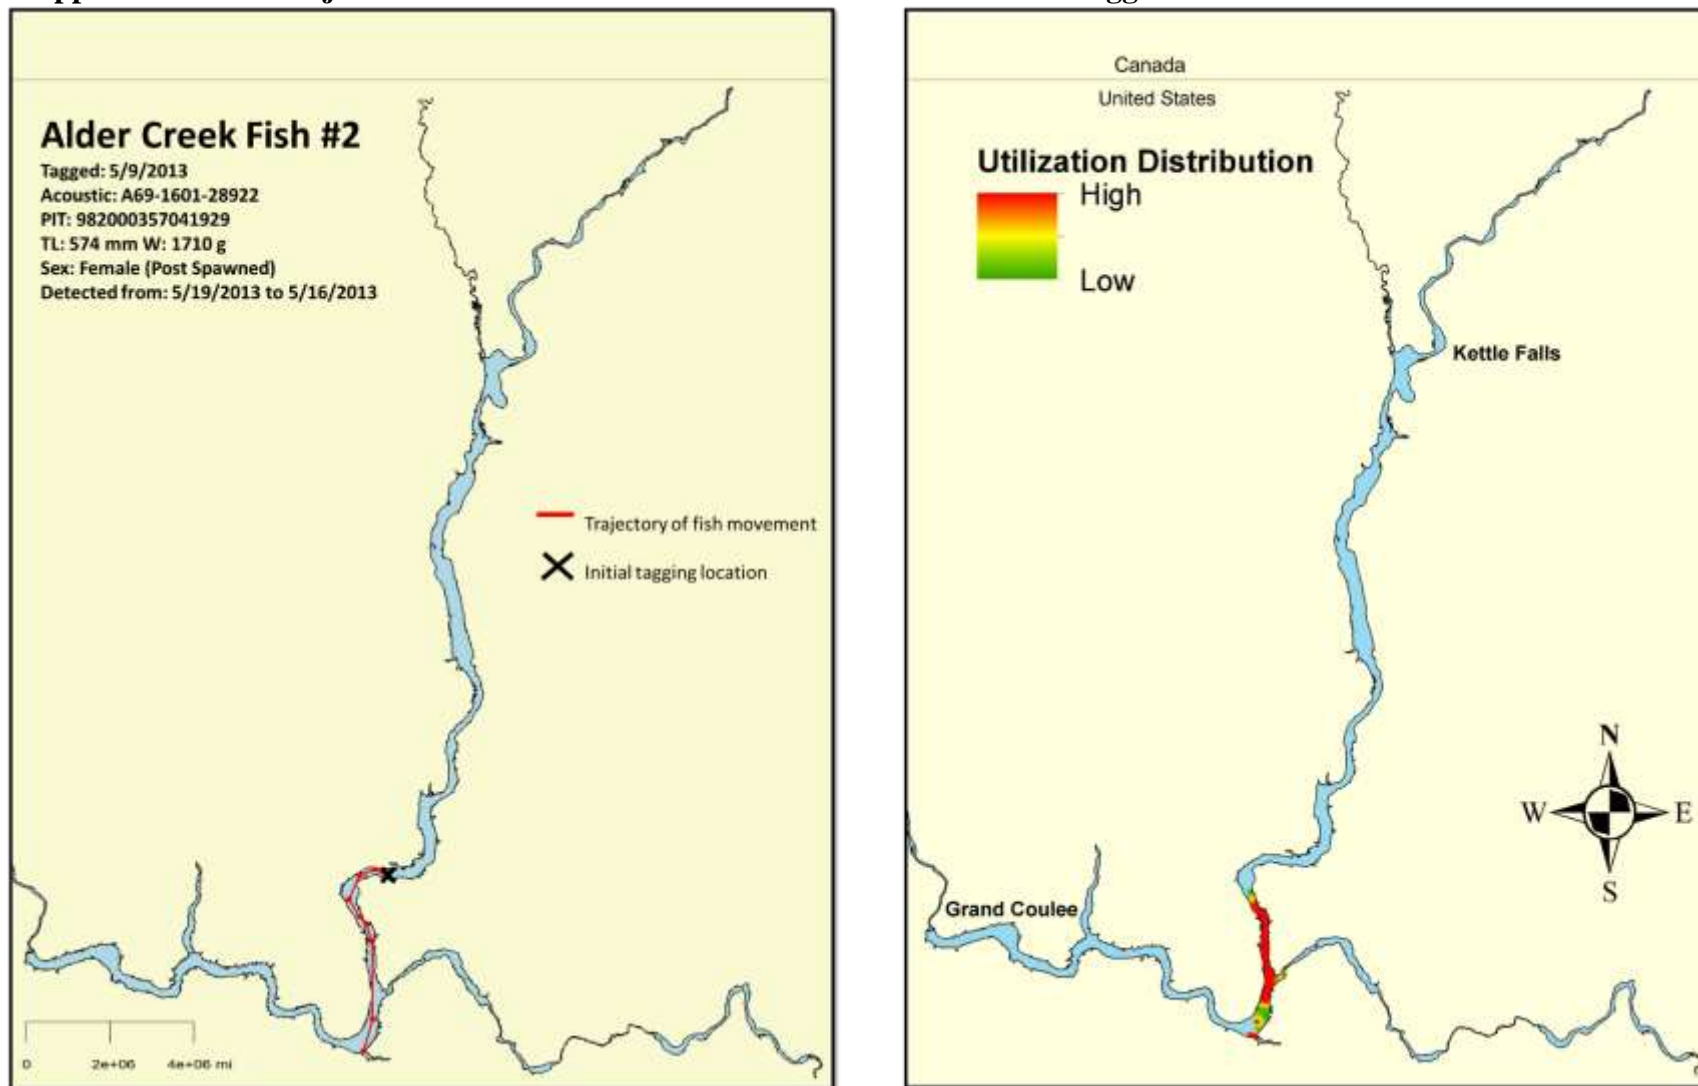 Alder Creek Fish #2
Tagged: 5/9/2013
Acoustic: A69-1601-28922
PIT: 982000357041929
TL: 574 mm W: 1710 g
Sex: Female (Post Spawned)
Detected from: 5/19/2013 to 5/16/2013
Trajectory of fish movement
Initial tagging location
0 2e+06 4e+06 mi
Canada
United States
Utilization Distribution
High
Low
Kettle Falls
N
W E
S
Grand Coulee